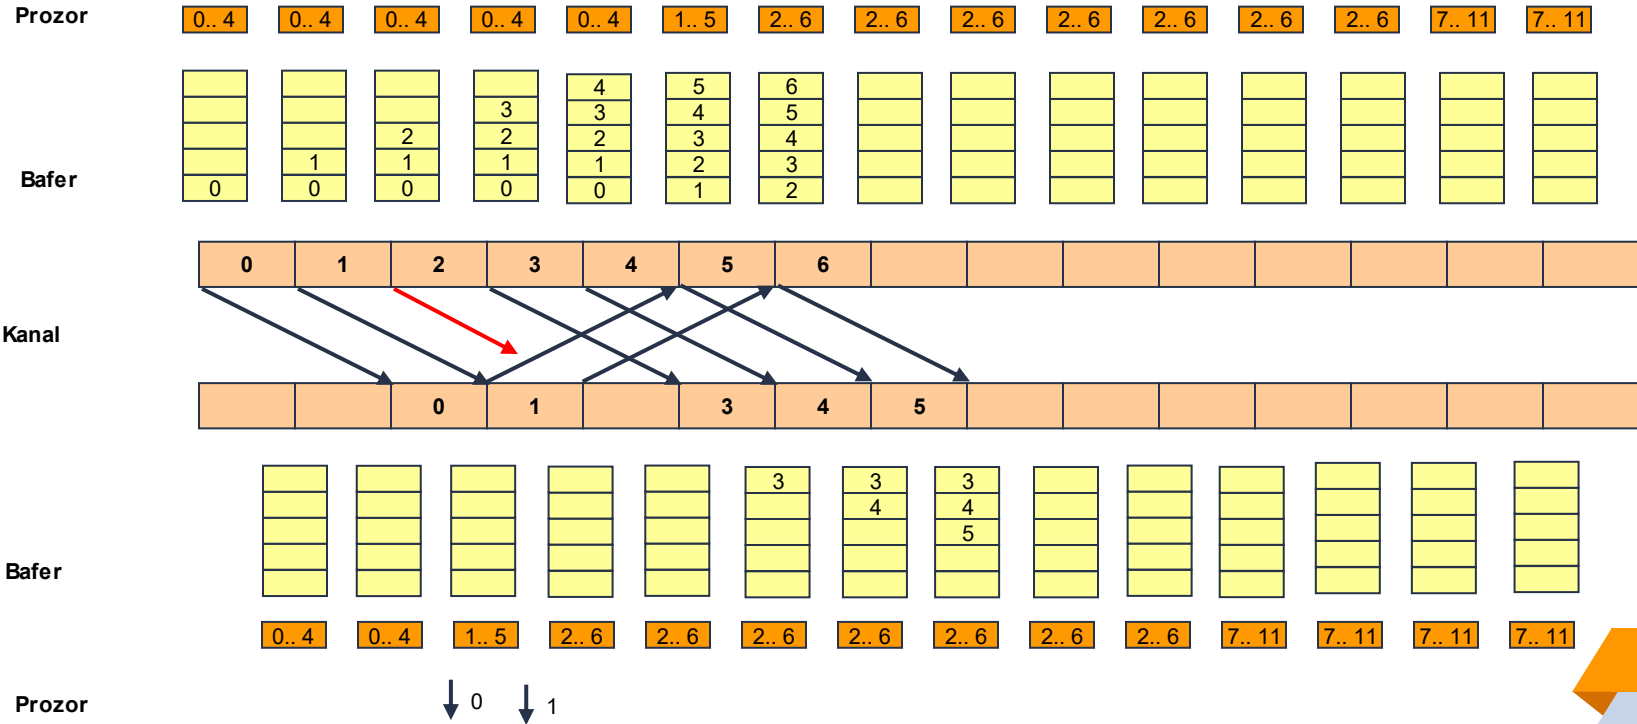 Prozor 0.. 4 0.. 4 0.. 4 0.. 4 0.. 4 1.. 5 2.. 6 2.. 6 2.. 6 2.. 6 2.. 6 2.. 6 2.. 6 7.. 11 7.. 11
4 5 6
3 3 4 5
2 2 2 3 4
1 1 1 1 2 3
Bafer
0 0 0 0 0 1 2
0 1 2 3 4 5 6
Kanal
0 1 3 4 5
3 3 3
4 4
5
Bafer
0.. 4 0.. 4 1.. 5 2.. 6 2.. 6 2.. 6 2.. 6 2.. 6 2.. 6 2.. 6 7.. 11 7.. 11 7.. 11 7.. 11
Prozor 0 1